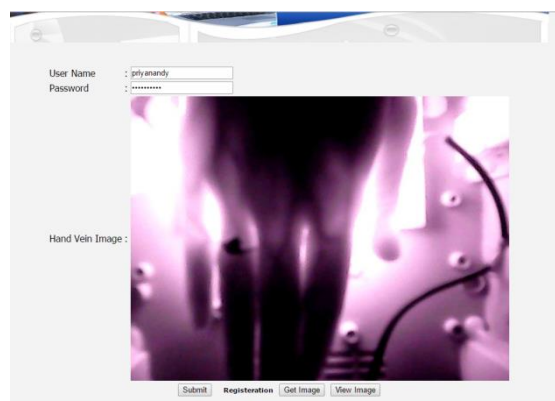 User Name : priyanandy
Password : ••••••••••
Hand Vein Image :
Submit Registeration Get Image View Image